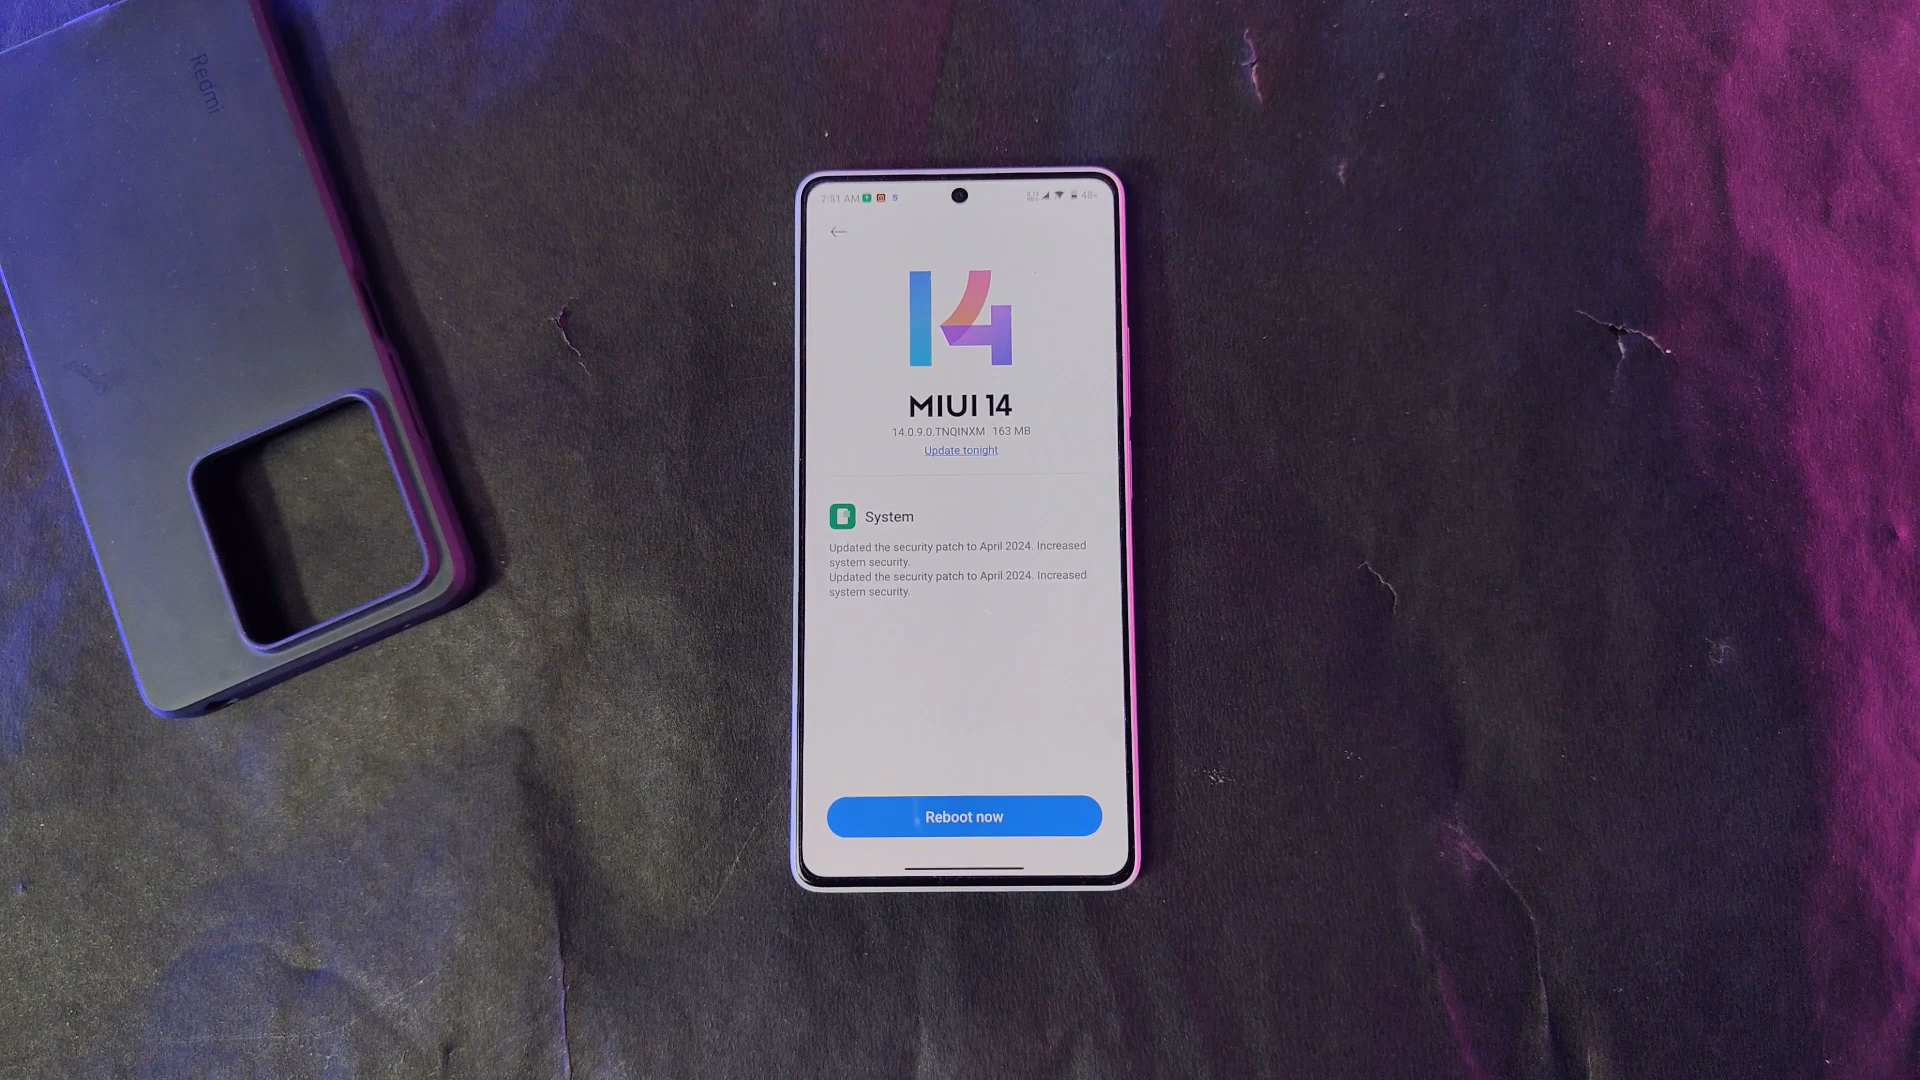 Redmi
7:51 AM
48%
14
MIUI 14
14.0.9.0.TNQINXM 163 MB
Update tonight
System
Updated the security patch to April 2024. Increased
system security.
Updated the security patch to April 2024. Increased
system security.
Reboot now